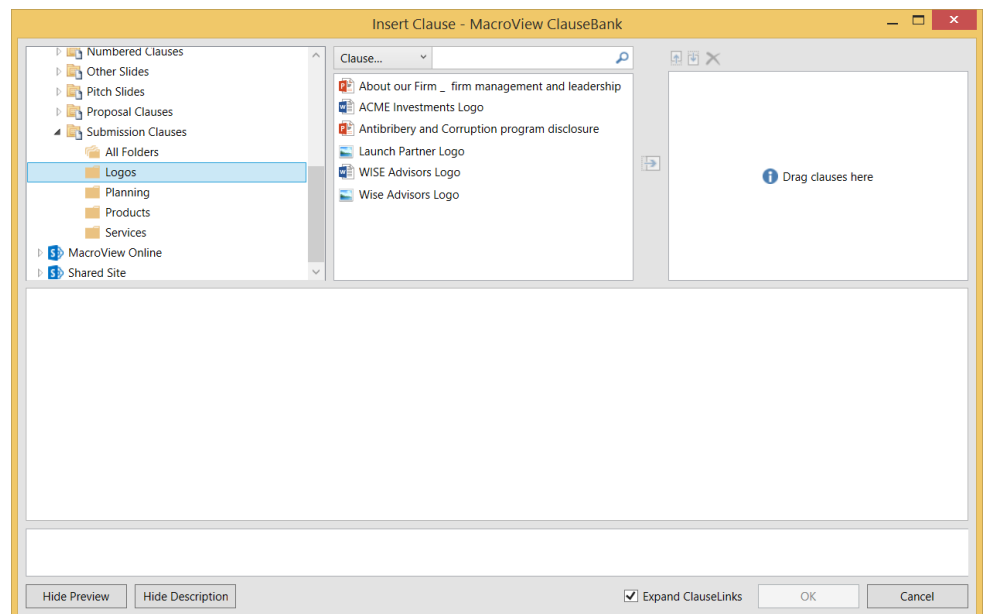 Insert Clause - MacroView ClauseBank
Numbered Clauses
Other Slides
Pitch Slides
Proposal Clauses
Submission Clauses
All Folders
Logos
Planning
Products
Services
MacroView Online
Shared Site
Clause...
About our Firm _ firm management and leadership
ACME Investments Logo
Antibribery and Corruption program disclosure
Launch Partner Logo
WISE Advisors Logo
Wise Advisors Logo
Drag clauses here
Hide Preview
Hide Description
Expand ClauseLinks
OK
Cancel